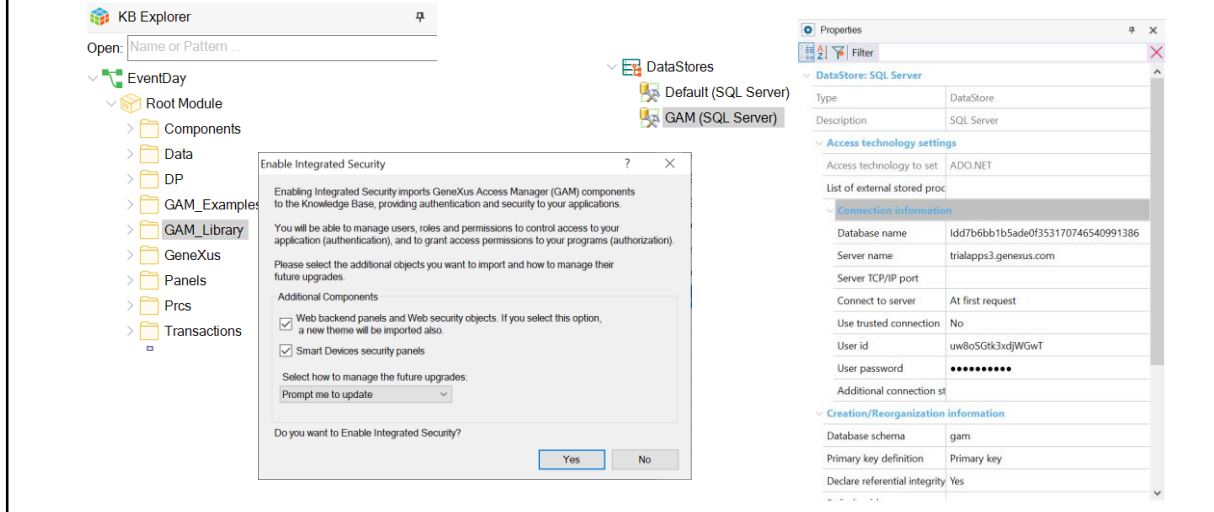 KB Explorer
Open: Name or Pattern ...
EventDay
Root Module
Components
Data
DP
GAM_Examples
GAM_Library
GeneXus
Panels
Prcs
Transactions
DataStores
Default (SQL Server)
GAM (SQL Server)
Enable Integrated Security ?
Enabling Integrated Security imports GeneXus Access Manager (GAM) components
to the Knowledge Base, providing authentication and security to your applications.
You will be able to manage users, roles and permissions to control access to your
application (authentication), and to grant access permissions to your programs (authorization).
Please select the additional objects you want to import and how to manage their
future upgrades.
Additional Components
Web backend panels and Web security objects. If you select this option,
a new theme will be imported also.
Smart Devices security panels
Select how to manage the future upgrades:
Prompt me to update
Do you want to Enable Integrated Security?
Yes No
Properties
Filter
DataStore: SQL Server
Type DataStore
Description SQL Server
Access technology settings
Access technology to set ADO.NET
List of external stored proc
Connection information
Database name Idd7b6bb1b5ade0f353170746540991386
Server name trialapps3.genexus.com
Server TCP/IP port
Connect to server At first request
Use trusted connection No
User id uw8oSGtk3xdjWGwT
User password ●●●●●●●●●●
Additional connection st
Creation/Reorganization information
Database schema gam
Primary key definition Primary key
Declare referential integrity Yes